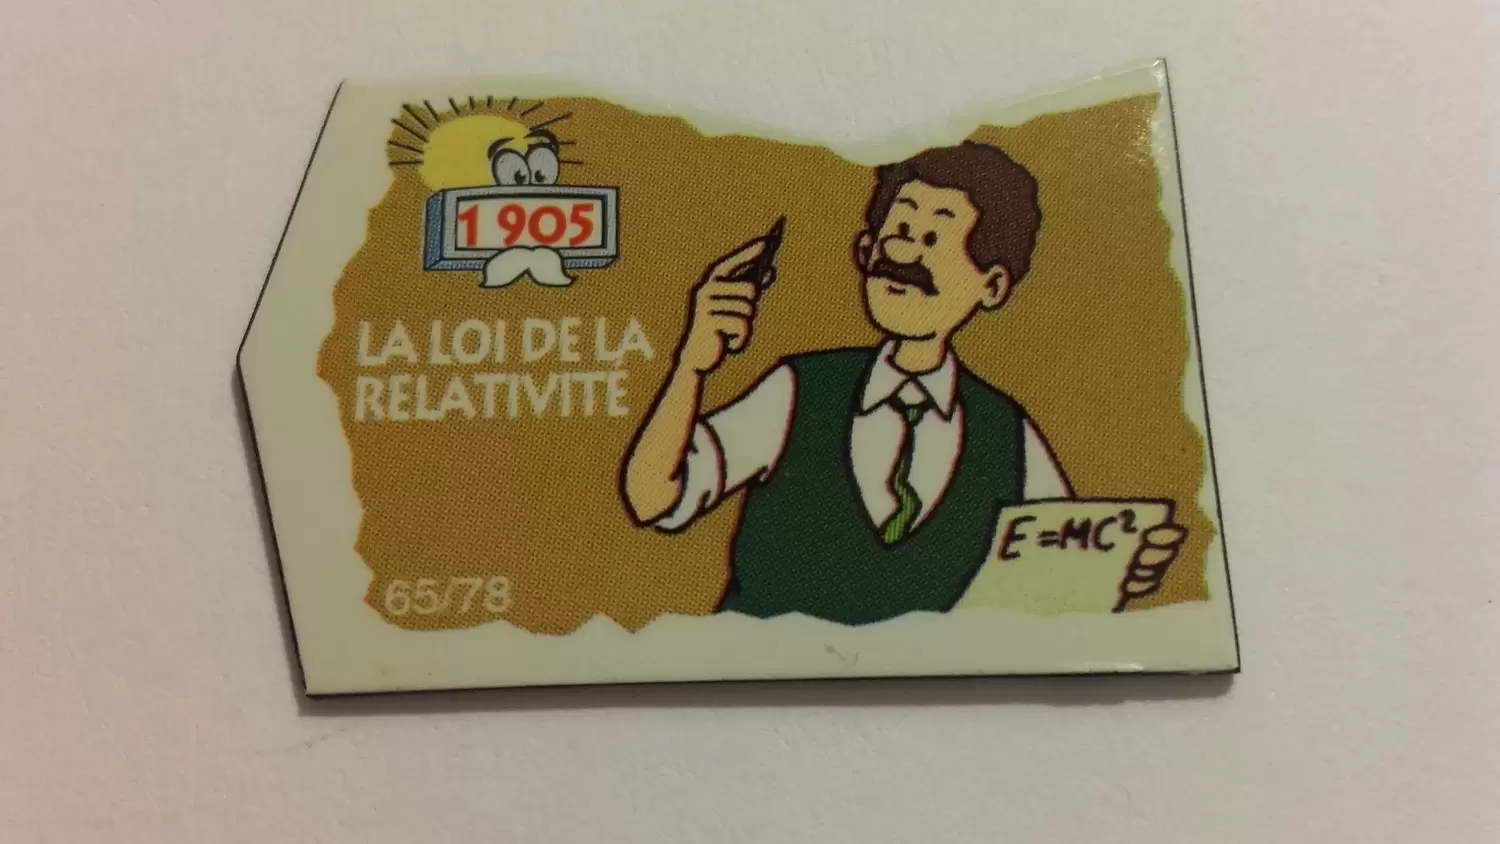 1 905
LA LOI DE LA
RELATIVITÉ
E=MC²
65/78